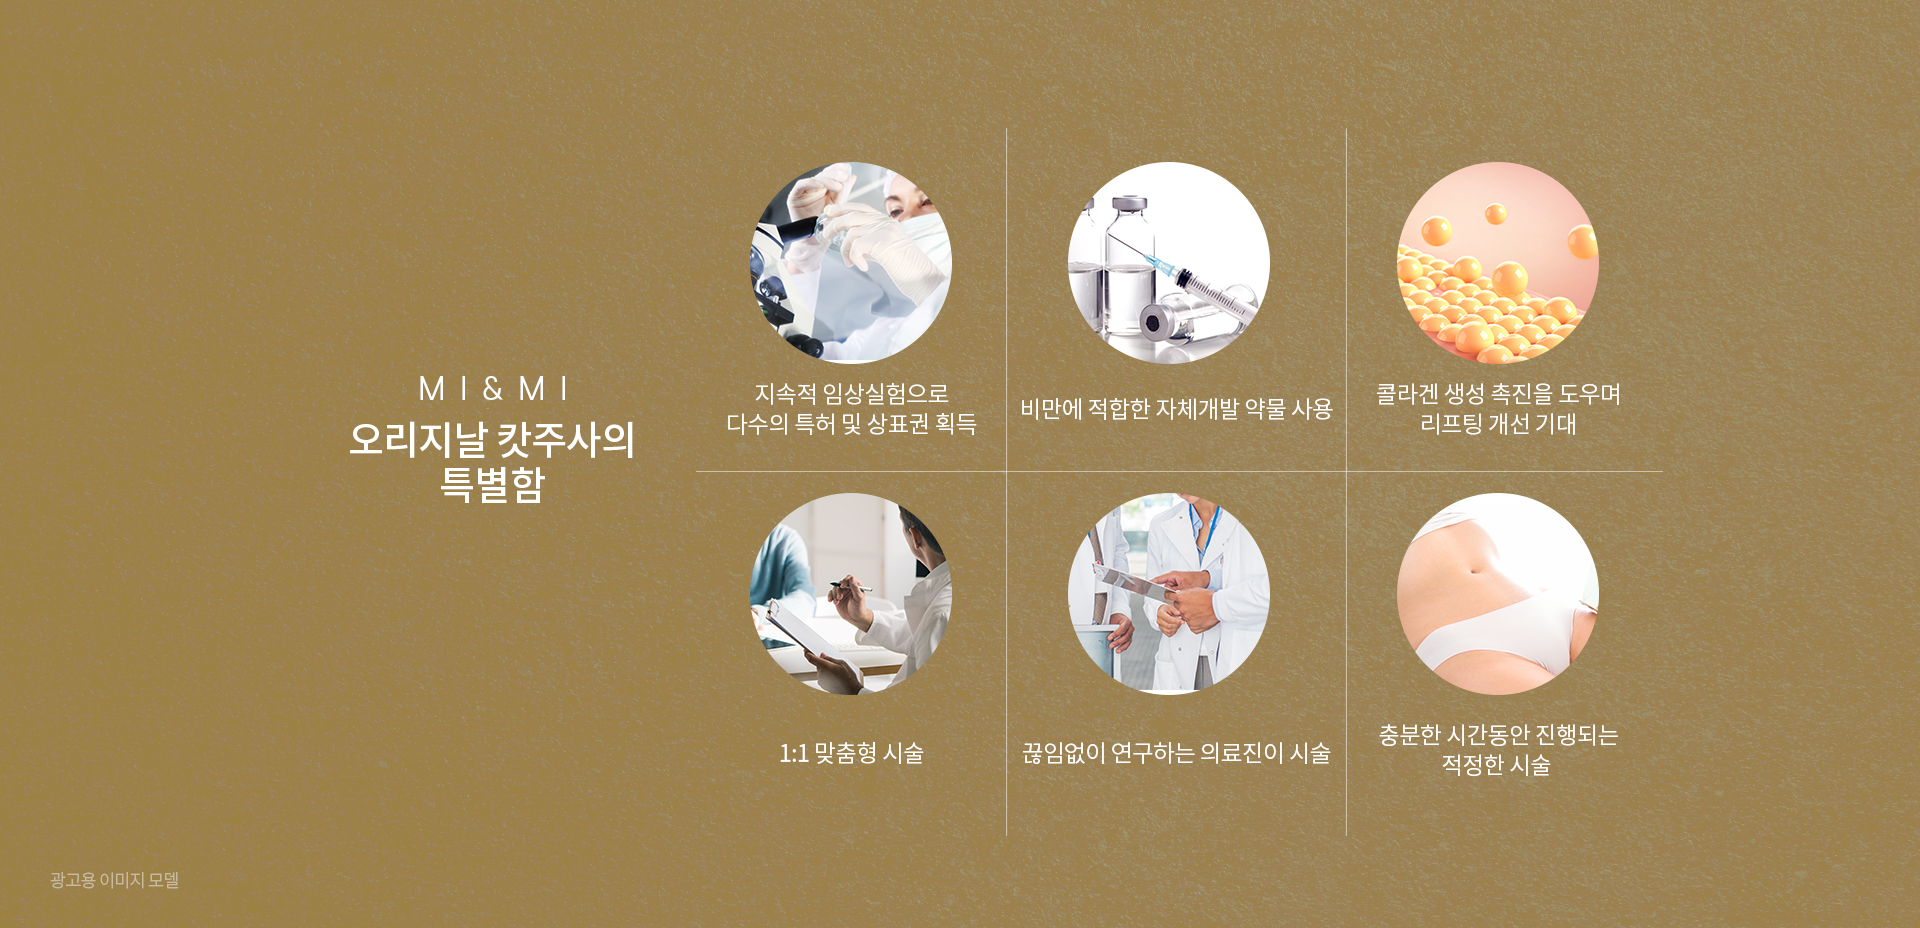 MI&MI
오리지날 캇주사의
특별함
지속적 임상실험으로
다수의 특허 및 상표권 획득
비만에 적합한 자체개발 약물 사용
콜라겐 생성 촉진을 도우며
리프팅 개선 기대
1:1 맞춤형 시술
끊임없이 연구하는 의료진이 시술
충분한 시간동안 진행되는
적정한 시술
광고용 이미지 모델